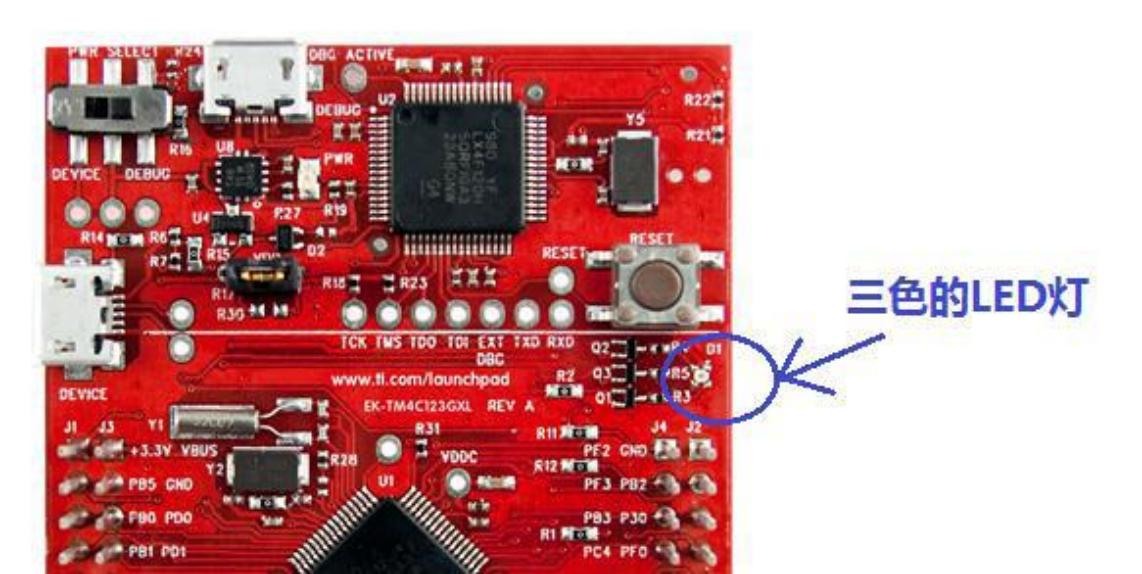 PWR SELECT R24
DBG ACTIVE
U2
DEBUG
R22
R21
Y5
R16
U8
PWR
DEVICE DEBUG
R27 R19
U4
R14 R6
R15
D2
R7
RESET RESET
R18 R23
R30
三色的LED灯
TCK TMS TDO TDI EXT TXD RXD
DBG
Q2 D1
Q3 R5
Q1 R3
R2
www.ti.com/launchpad
EK-TM4C123GXL REV A
DEVICE
J1 J3 Y1
R31
J4 J2
R11
+3.3V VBUS
VDDC
PF2 GND
Y2
R28
R12
PB5 GND
U1
PF3 PB2
PB0 PD0
PB3
R1
PB1 PD1
PC4 PF0